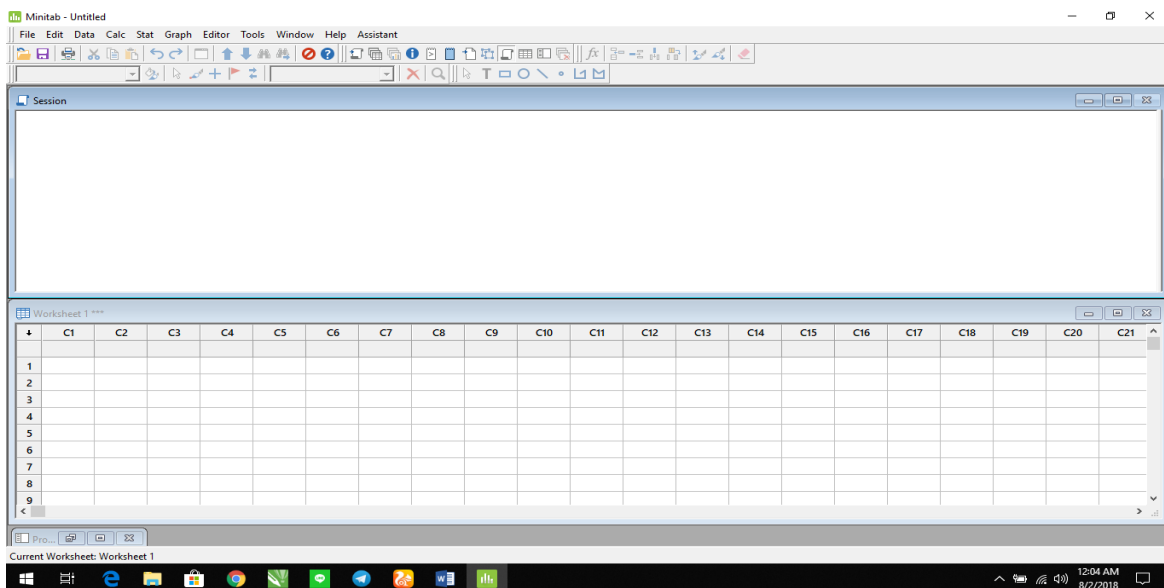 Minitab - Untitled
File Edit Data Calc Stat Graph Editor Tools Window Help Assistant
Session
Worksheet 1 ***
C1 C2 C3 C4 C5 C6 C7 C8 C9 C10 C11 C12 C13 C14 C15 C16 C17 C18 C19 C20 C21
1
2
3
4
5
6
7
8
9
Pro...
Current Worksheet: Worksheet 1
12:04 AM
8/2/2018